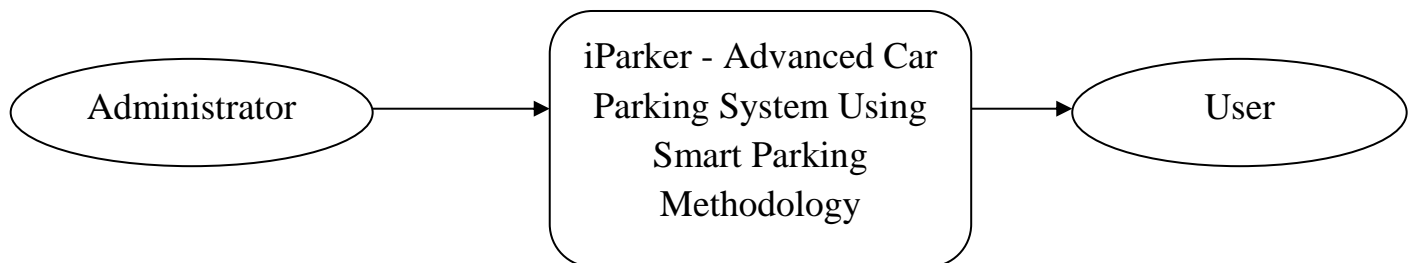 Administrator
iParker - Advanced Car
Parking System Using
Smart Parking
Methodology
User